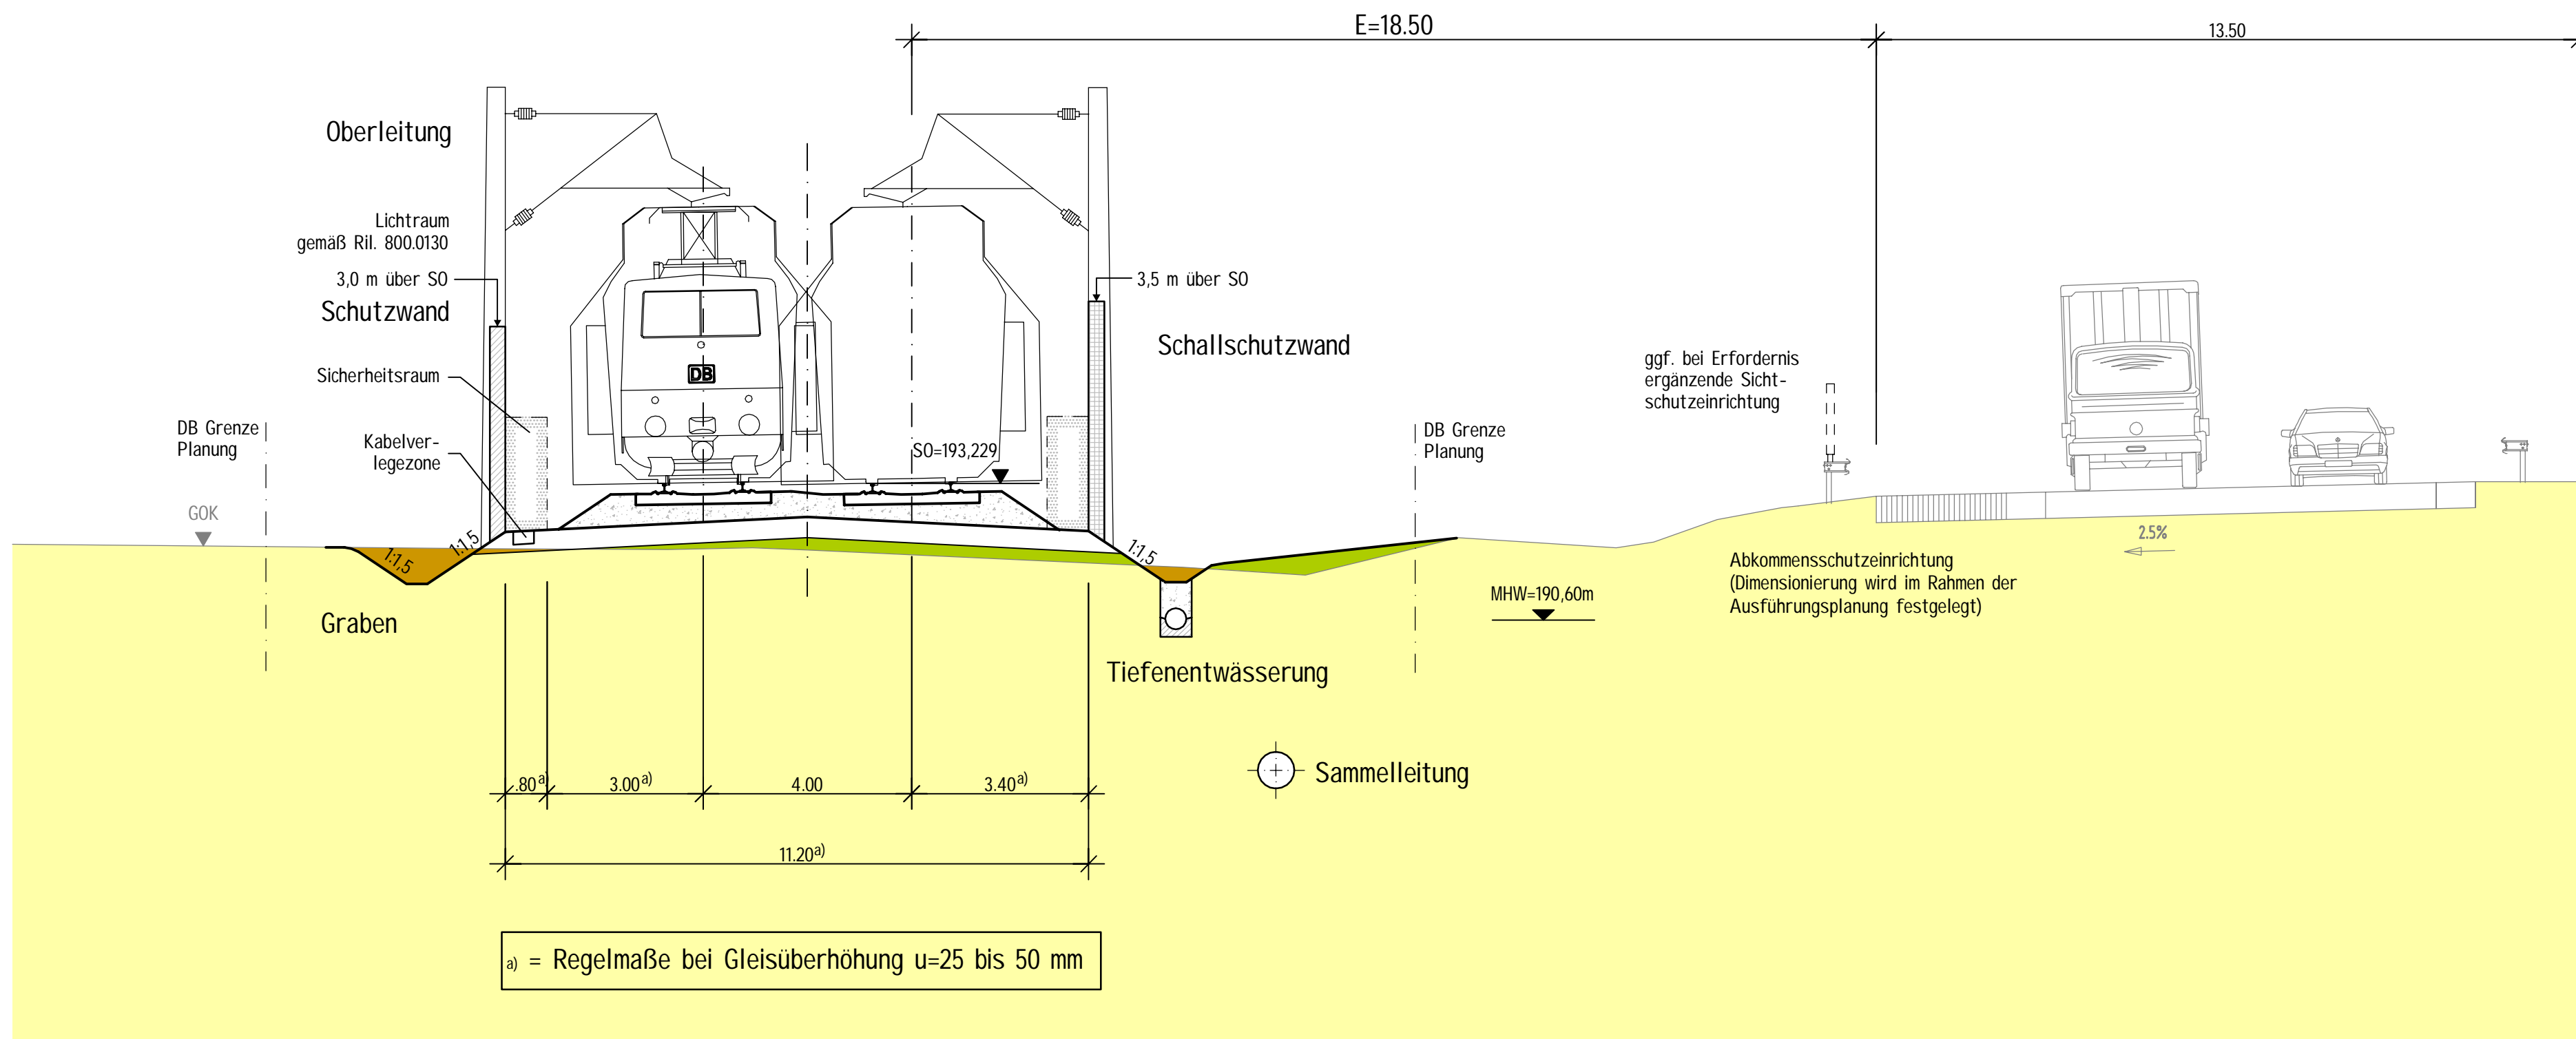 E=18.50
13.50
Oberleitung
Lichtraum
gemäß Ril. 800.0130
3,0 m über SO
3,5 m über SO
Schutzwand
Schallschutzwand
Sicherheitsraum
ggf. bei Erfordernis
ergänzende Sicht-
schutzeinrichtung
DB
DB Grenze
Planung
Kabelver-
legezone
SO=193,229
DB Grenze
Planung
GOK
1:1,5
1:1,5
1:1,5
2.5%
Abkommensschutzeinrichtung
(Dimensionierung wird im Rahmen der
Ausführungsplanung festgelegt)
MHW=190,60m
Graben
Tiefenentwässerung
Sammelleitung
.80a)
3.00a)
4.00
3.40a)
11.20a)
a) = Regelmaße bei Gleisüberhöhung u=25 bis 50 mm